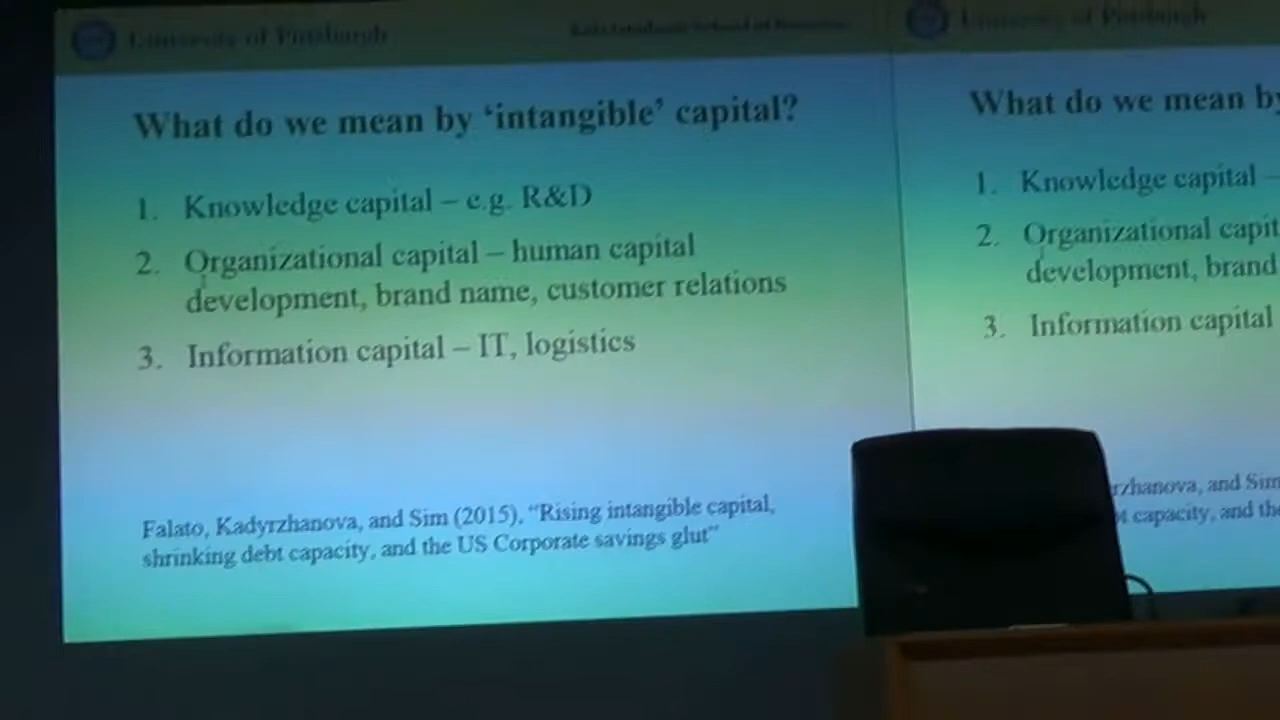 University of Pittsburgh
What do we mean by ‘intangible’ capital?
1. Knowledge capital – e.g. R&D
2. Organizational capital – human capital
development, brand name, customer relations
3. Information capital – IT, logistics
Falato, Kadyrzhanova, and Sim (2015), “Rising intangible capital,
shrinking debt capacity, and the US Corporate savings glut”
University of Pittsburgh
What do we mean by
1. Knowledge capital –
2. Organizational capit
development, brand
3. Information capital
rzhanova, and Sim
capacity, and the